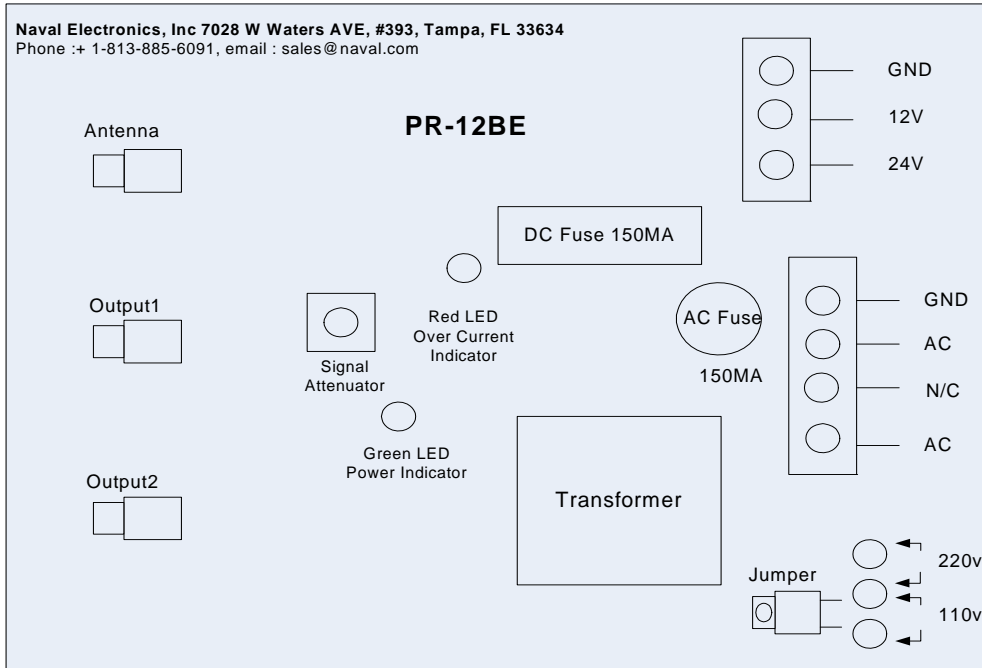 Naval Electronics, Inc 7028 W Waters AVE, #393, Tampa, FL 33634
Phone :+ 1-813-885-6091, email : sales@naval.com
PR-12BE
GND
12V
24V
Antenna
DC Fuse 150MA
Output1
Red LED
Over Current
Indicator
Signal
Attenuator
AC Fuse
150MA
GND
AC
N/C
AC
Green LED
Power Indicator
Output2
Transformer
Jumper
220v
110v